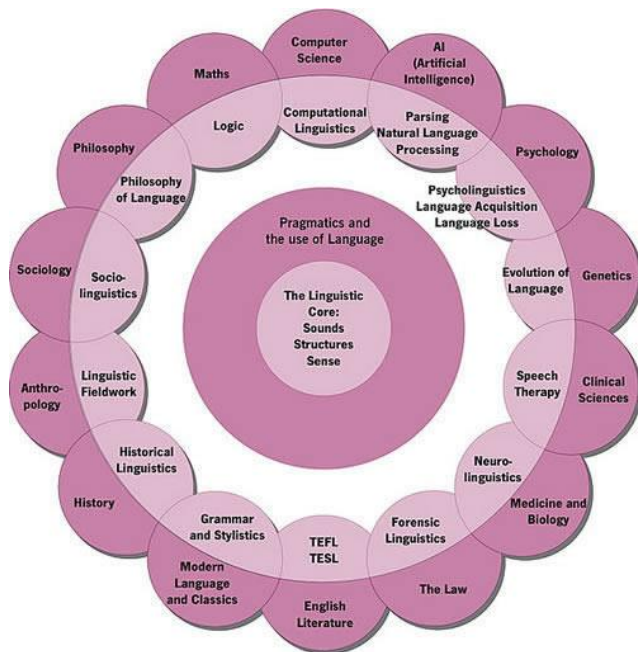 Computer
Science
AI
(Artificial
Intelligence)
Maths
Computational
Linguistics
Parsing
Natural Language
Processing
Logic
Philosophy
Philosophy
of Language
Psychology
Psycholinguistics
Language Acquisition
Language Loss
Pragmatics and
the use of Language
Sociology
Socio-
linguistics
The Linguistic
Core:
Sounds
Structures
Sense
Evolution of
Language
Genetics
Anthro-
pology
Linguistic
Fieldwork
Speech
Therapy
Clinical
Sciences
History
Historical
Linguistics
Neuro-
linguistics
Medicine and
Biology
Grammar
and Stylistics
Modern
Language
and Classics
TEFL
TESL
English
Literature
Forensic
Linguistics
The Law